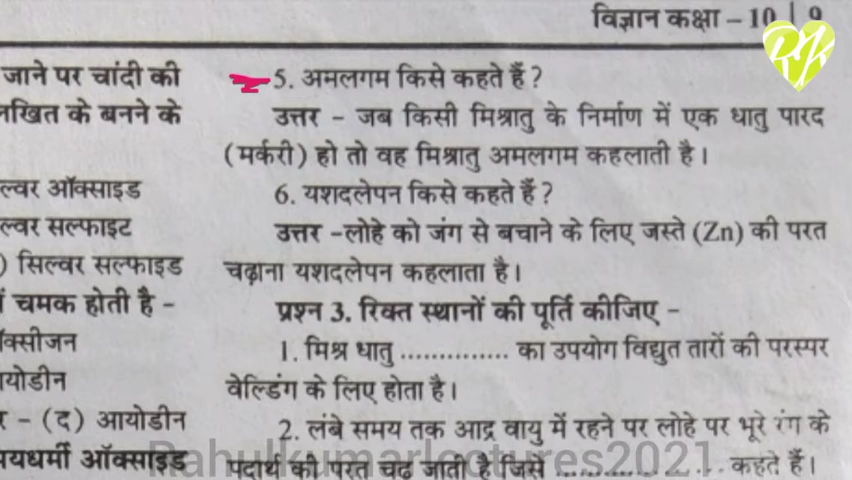 विज्ञान कक्षा – 10 | 9
RK
जाने पर चांदी की
लखित के बनने के
ल्वर ऑक्साइड
ल्वर सल्फाइट
) सिल्वर सल्फाइड
में चमक होती है –
क्सीजन
योडीन
र – (द) आयोडीन
यधर्मी ऑक्साइड
5. अमलगम किसे कहते हैं ?
उत्तर – जब किसी मिश्रातु के निर्माण में एक धातु पारद
(मर्करी) हो तो वह मिश्रातु अमलगम कहलाती है।
6. यशदलेपन किसे कहते हैं ?
उत्तर –लोहे को जंग से बचाने के लिए जस्ते (Zn) की परत
चढ़ाना यशदलेपन कहलाता है।
प्रश्न 3. रिक्त स्थानों की पूर्ति कीजिए –
1. मिश्र धातु ............... का उपयोग विद्युत तारों की परस्पर
वेल्डिंग के लिए होता है।
2. लंबे समय तक आद्र वायु में रहने पर लोहे पर भूरे रंग के
पदार्थ की परत चढ़ जाती है जिसे ........................ कहते हैं।
Rahulkumarlectures2021